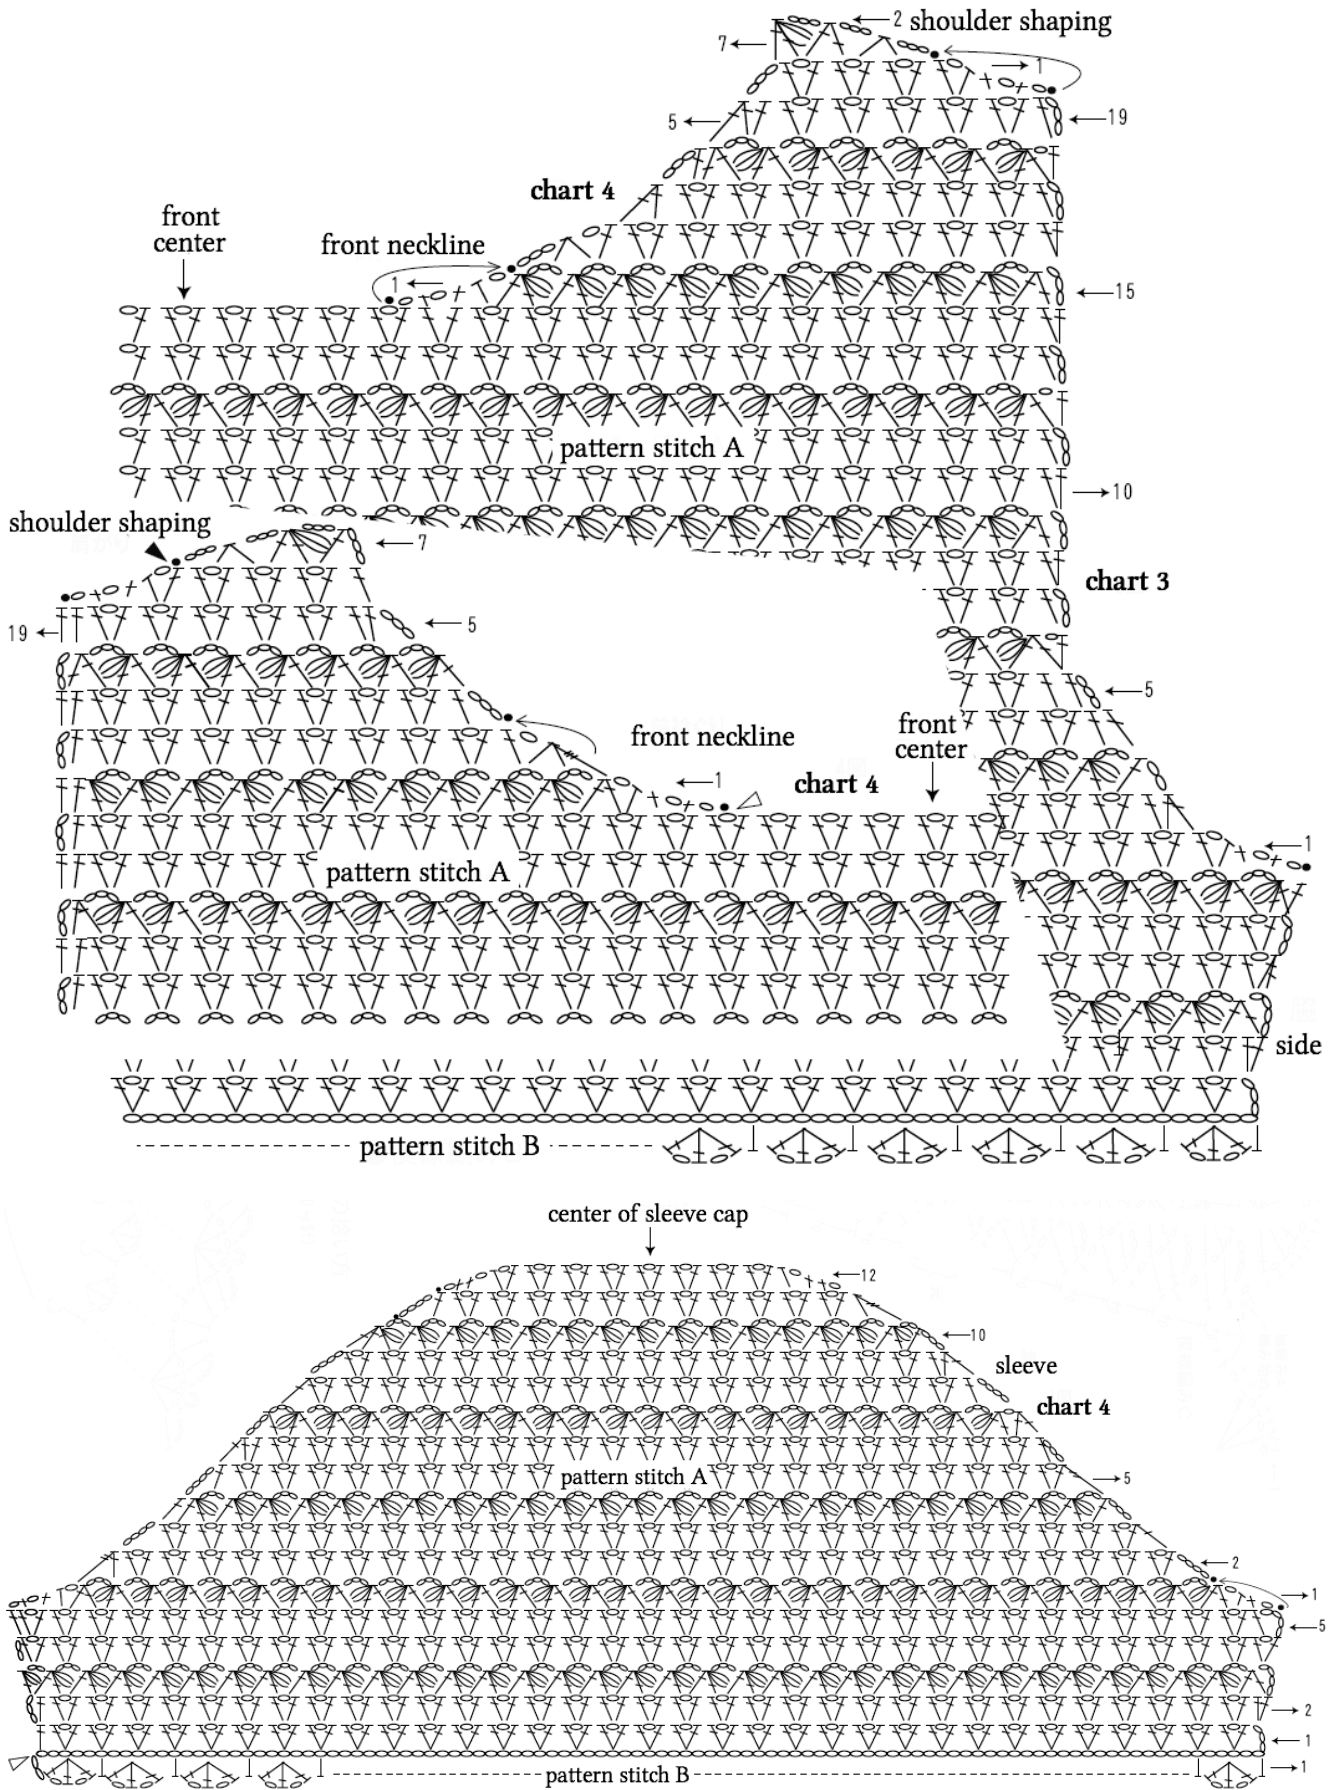 2 shoulder shaping
7
1
5
19
chart 4
front
center
front neckline
1
15
pattern stitch A
10
shoulder shaping
7
chart 3
19
5
5
front
center
front neckline
1
chart 4
1
pattern stitch A
side
pattern stitch B
center of sleeve cap
12
10
sleeve
chart 4
pattern stitch A
5
2
1
5
2
1
1
pattern stitch B